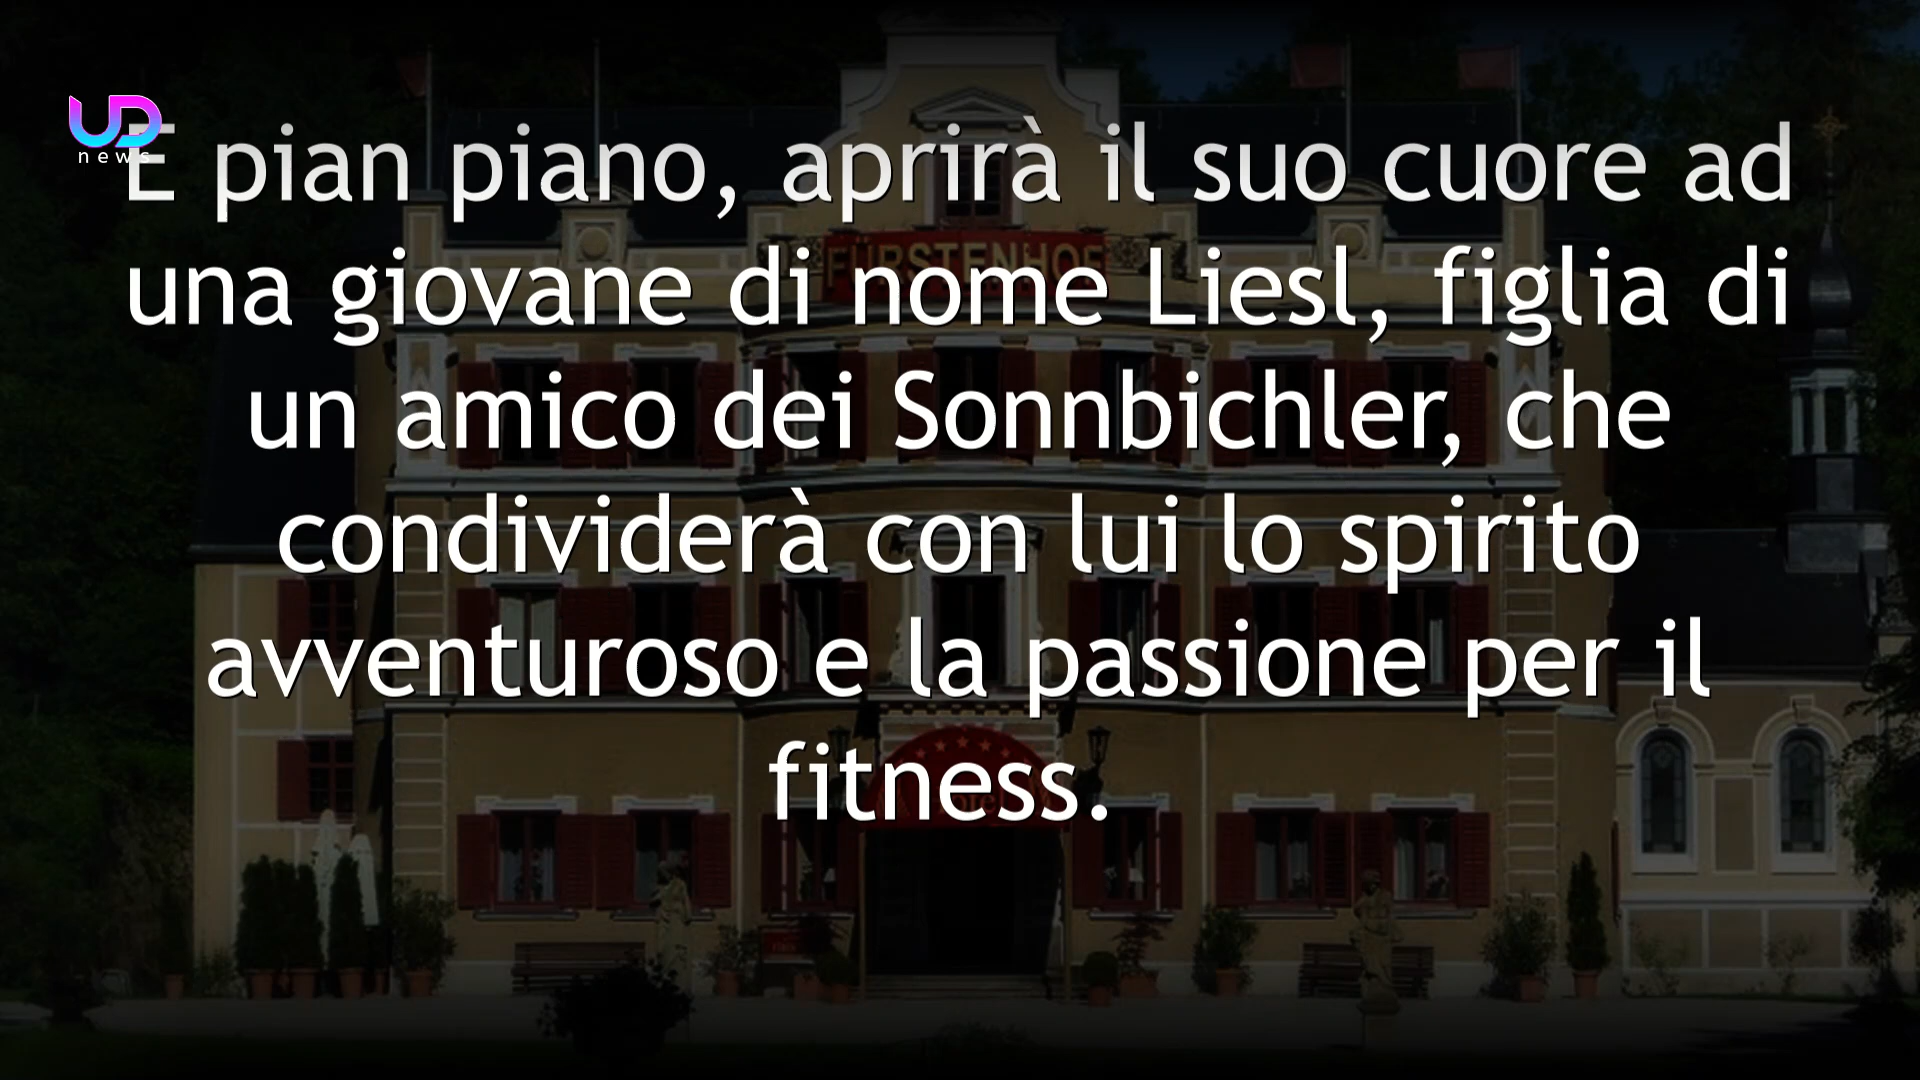 UD
news
E pian piano, aprirà il suo cuore ad
una giovane di nome Liesl, figlia di
un amico dei Sonnbichler, che
condividerà con lui lo spirito
avventuroso e la passione per il
fitness.
FÜRSTENHOF